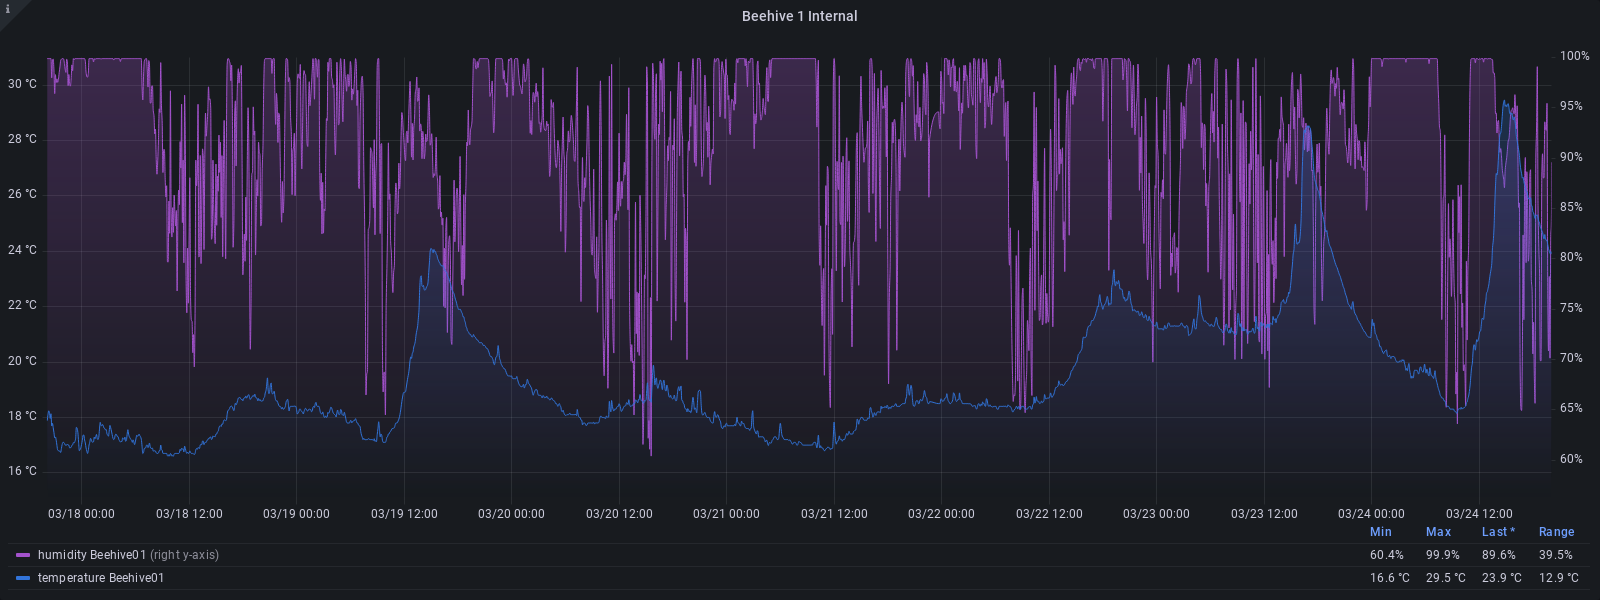 i
Beehive 1 Internal
30 °C
28 °C
26 °C
24 °C
22 °C
20 °C
18 °C
16 °C
100%
95%
90%
85%
80%
75%
70%
65%
60%
03/18 00:00 03/18 12:00 03/19 00:00 03/19 12:00 03/20 00:00 03/20 12:00 03/21 00:00 03/21 12:00 03/22 00:00 03/22 12:00 03/23 00:00 03/23 12:00 03/24 00:00 03/24 12:00
Min Max Last * Range
humidity Beehive01 (right y-axis) 60.4% 99.9% 89.6% 39.5%
temperature Beehive01 16.6 °C 29.5 °C 23.9 °C 12.9 °C